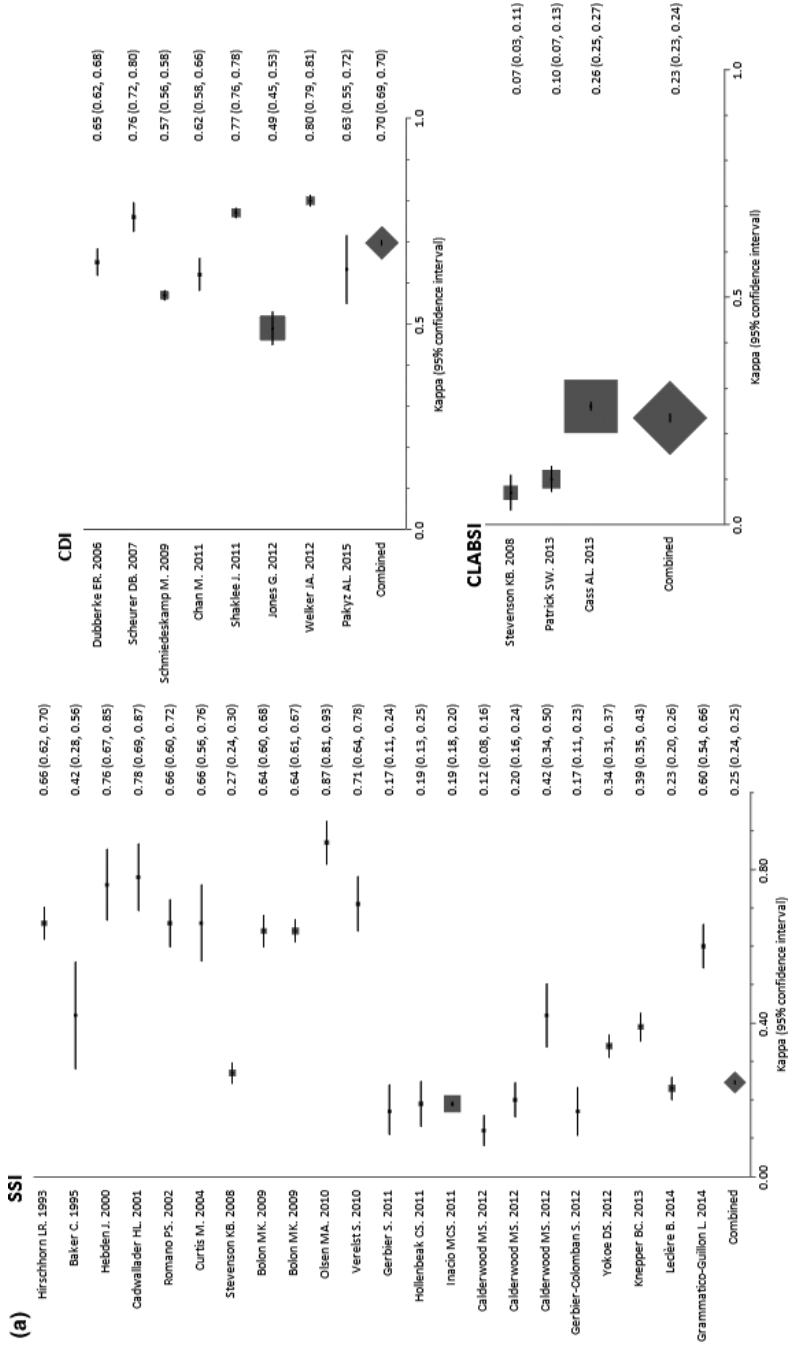 (a)
SSI
Hirschhorn LR. 1993 0.66 (0.62, 0.70)
Baker C. 1995 0.42 (0.28, 0.56)
Hebden J. 2000 0.76 (0.67, 0.85)
Cadwallader HL. 2001 0.78 (0.69, 0.87)
Romano PS. 2002 0.66 (0.60, 0.72)
Curtis M. 2004 0.66 (0.56, 0.76)
Stevenson KB. 2008 0.27 (0.24, 0.30)
Bolon MK. 2009 0.64 (0.60, 0.68)
Bolon MK. 2009 0.64 (0.61, 0.67)
Olsen MA. 2010 0.87 (0.81, 0.93)
Verelst S. 2010 0.71 (0.64, 0.78)
Gerbier S. 2011 0.17 (0.11, 0.24)
Hollenbeak CS. 2011 0.19 (0.13, 0.25)
Inacio MCS. 2011 0.19 (0.18, 0.20)
Calderwood MS. 2012 0.12 (0.08, 0.16)
Calderwood MS. 2012 0.20 (0.16, 0.24)
Calderwood MS. 2012 0.42 (0.34, 0.50)
Gerbier-Colomban S. 2012 0.17 (0.11, 0.23)
Yokoe DS. 2012 0.34 (0.31, 0.37)
Knepper BC. 2013 0.39 (0.35, 0.43)
Leclère B. 2014 0.23 (0.20, 0.26)
Grammatico-Guillon L. 2014 0.60 (0.54, 0.66)
Combined 0.25 (0.24, 0.25)
0.00 0.40 0.80
Kappa (95% confidence interval)
CDI
Dubberke ER. 2006 0.65 (0.62, 0.68)
Scheurer DB. 2007 0.76 (0.72, 0.80)
Schmiedeskamp M. 2009 0.57 (0.56, 0.58)
Chan M. 2011 0.62 (0.58, 0.66)
Shaklee J. 2011 0.77 (0.76, 0.78)
Jones G. 2012 0.49 (0.45, 0.53)
Welker JA. 2012 0.80 (0.79, 0.81)
Pakyz AL. 2015 0.63 (0.55, 0.72)
Combined 0.70 (0.69, 0.70)
0.0 0.5 1.0
Kappa (95% confidence interval)
CLABSI
Stevenson KB. 2008 0.07 (0.03, 0.11)
Patrick SW. 2013 0.10 (0.07, 0.13)
Cass AL. 2013 0.26 (0.25, 0.27)
Combined 0.23 (0.23, 0.24)
0.0 0.5 1.0
Kappa (95% confidence interval)